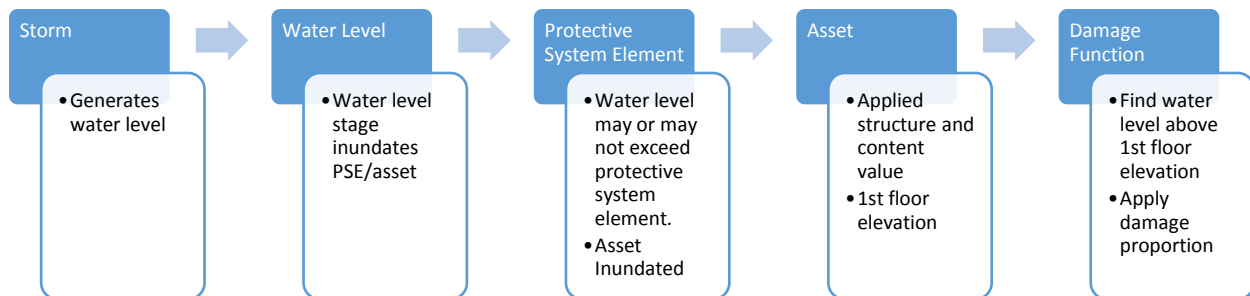 Storm
• Generates
water level
Water Level
• Water level
stage
inundates
PSE/asset
Protective
System Element
• Water level
may or may
not exceed
protective
system
element.
• Asset
Inundated
Asset
• Applied
structure and
content
value
• 1st floor
elevation
Damage
Function
• Find water
level above
1st floor
elevation
• Apply
damage
proportion